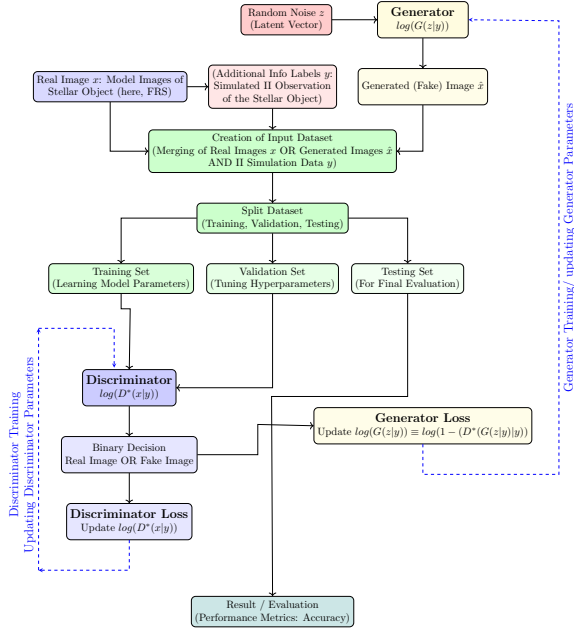 Random Noise z
(Latent Vector)
Generator
log(G(z|y))
Real Image x: Model Images of
Stellar Object (here, FRS)
(Additional Info Labels y:
Simulated II Observation
of the Stellar Object)
Generated (Fake) Image x̂
Creation of Input Dataset
(Merging of Real Images x OR Generated Images x̂
AND II Simulation Data y)
Split Dataset
(Training, Validation, Testing)
Training Set
(Learning Model Parameters)
Validation Set
(Tuning Hyperparameters)
Testing Set
(For Final Evaluation)
Discriminator
log(D*(x|y))
Generator Loss
Update log(G(z|y)) ≡ log(1 − (D*(G(z|y)|y))
Binary Decision
Real Image OR Fake Image
Discriminator Loss
Update log(D*(x|y))
Result / Evaluation
(Performance Metrics: Accuracy)
Discriminator Training
Updating Discriminator Parameters
Generator Training/ updating Generator Parameters